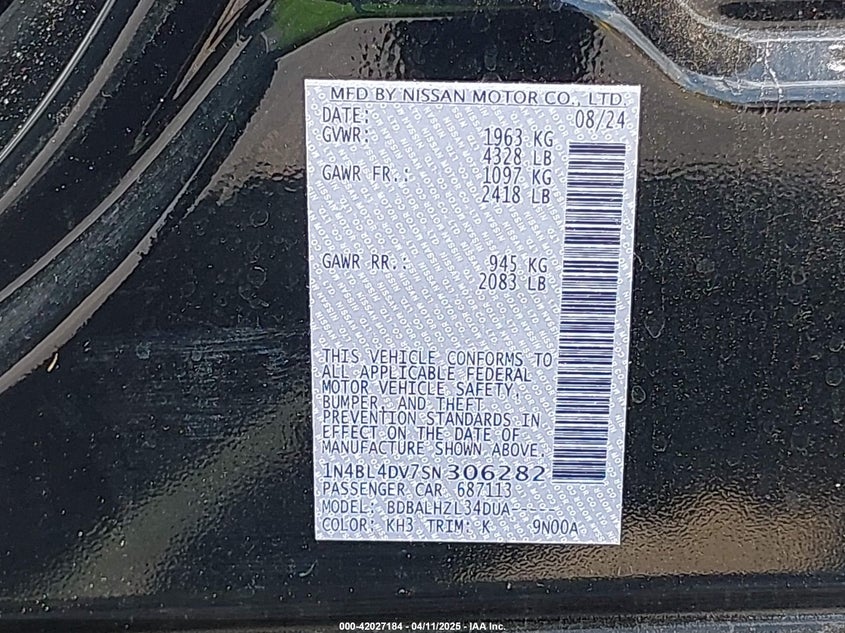 MFD BY NISSAN MOTOR CO., LTD.
DATE: 08/24
GVWR: 1963 KG
4328 LB
GAWR FR.: 1097 KG
2418 LB
GAWR RR.: 945 KG
2083 LB
THIS VEHICLE CONFORMS TO
ALL APPLICABLE FEDERAL
MOTOR VEHICLE SAFETY,
BUMPER, AND THEFT
PREVENTION STANDARDS IN
EFFECT ON THE DATE OF
MANUFACTURE SHOWN ABOVE.
1N4BL4DV7SN306282
PASSENGER CAR 687113
MODEL: BDBALHZL34DUA-----
COLOR: KH3 TRIM: K 9N00A
000-42027184 - 04/11/2025 - IAA Inc.